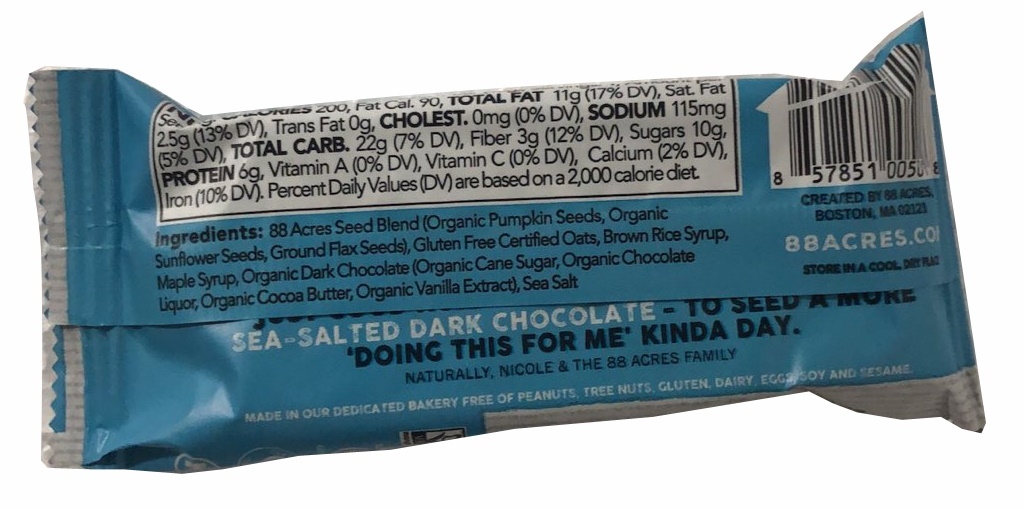 CALORIES 200, Fat Cal. 90, TOTAL FAT 11g (17% DV), Sat. Fat
2.5g (13% DV), Trans Fat 0g, CHOLEST. 0mg (0% DV), SODIUM 115mg
(5% DV), TOTAL CARB. 22g (7% DV), Fiber 3g (12% DV), Sugars 10g,
PROTEIN 6g, Vitamin A (0% DV), Vitamin C (0% DV), Calcium (2% DV),
Iron (10% DV). Percent Daily Values (DV) are based on a 2,000 calorie diet.
Ingredients: 88 Acres Seed Blend (Organic Pumpkin Seeds, Organic
Sunflower Seeds, Ground Flax Seeds), Gluten Free Certified Oats, Brown Rice Syrup,
Maple Syrup, Organic Dark Chocolate (Organic Cane Sugar, Organic Chocolate
Liquor, Organic Cocoa Butter, Organic Vanilla Extract), Sea Salt
8 57851 005
CREATED BY 88 ACRES,
BOSTON, MA 02121
88ACRES.CO
STORE IN A COOL, DRY
SEA-SALTED DARK CHOCOLATE - TO SEED A MORE
'DOING THIS FOR ME' KINDA DAY.
NATURALLY, NICOLE & THE 88 ACRES FAMILY
MADE IN OUR DEDICATED BAKERY FREE OF PEANUTS, TREE NUTS, GLUTEN, DAIRY, EGGS, SOY AND SESAME.